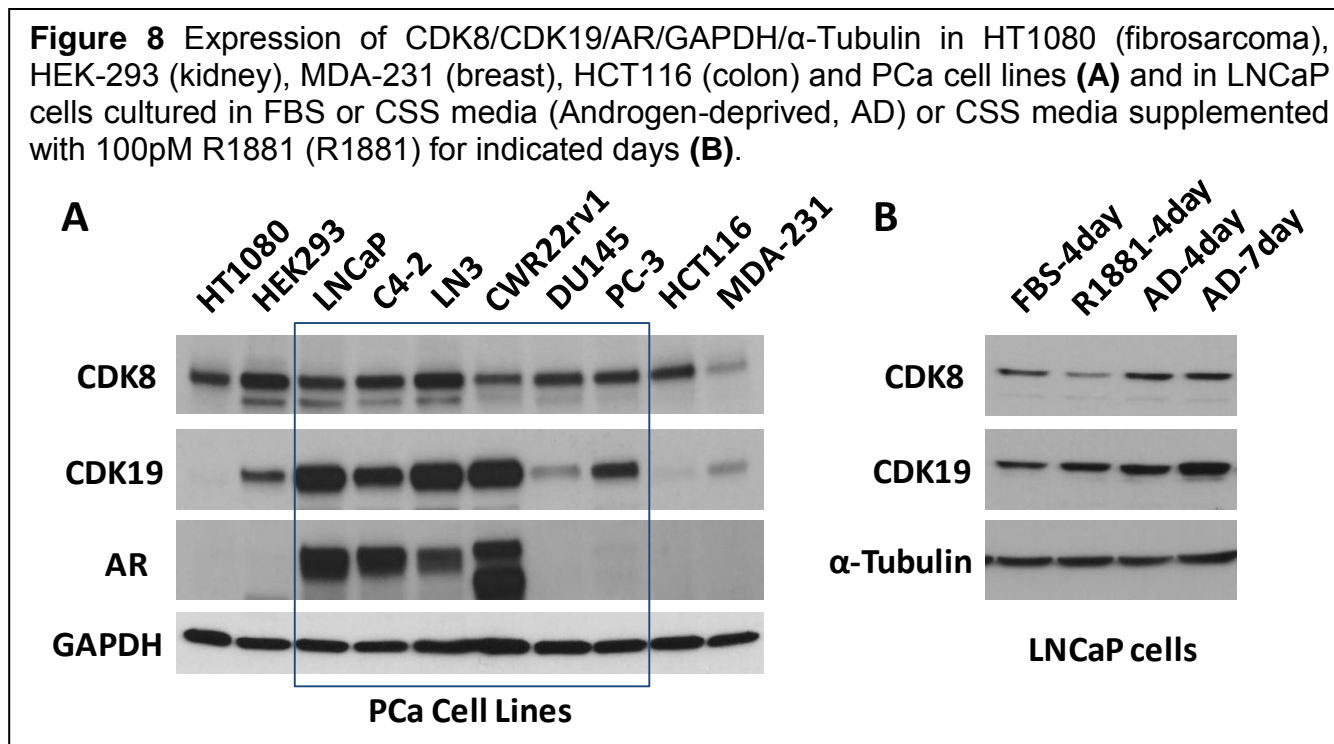 Figure 8 Expression of CDK8/CDK19/AR/GAPDH/α-Tubulin in HT1080 (fibrosarcoma),
HEK-293 (kidney), MDA-231 (breast), HCT116 (colon) and PCa cell lines (A) and in LNCaP
cells cultured in FBS or CSS media (Androgen-deprived, AD) or CSS media supplemented
with 100pM R1881 (R1881) for indicated days (B).
A
HT1080
HEK293
LNCaP
C4-2
LN3
CWR22rv1
DU145
PC-3
HCT116
MDA-231
CDK8
CDK19
AR
GAPDH
PCa Cell Lines
B
FBS-4day
R1881-4day
AD-4day
AD-7day
CDK8
CDK19
α-Tubulin
LNCaP cells